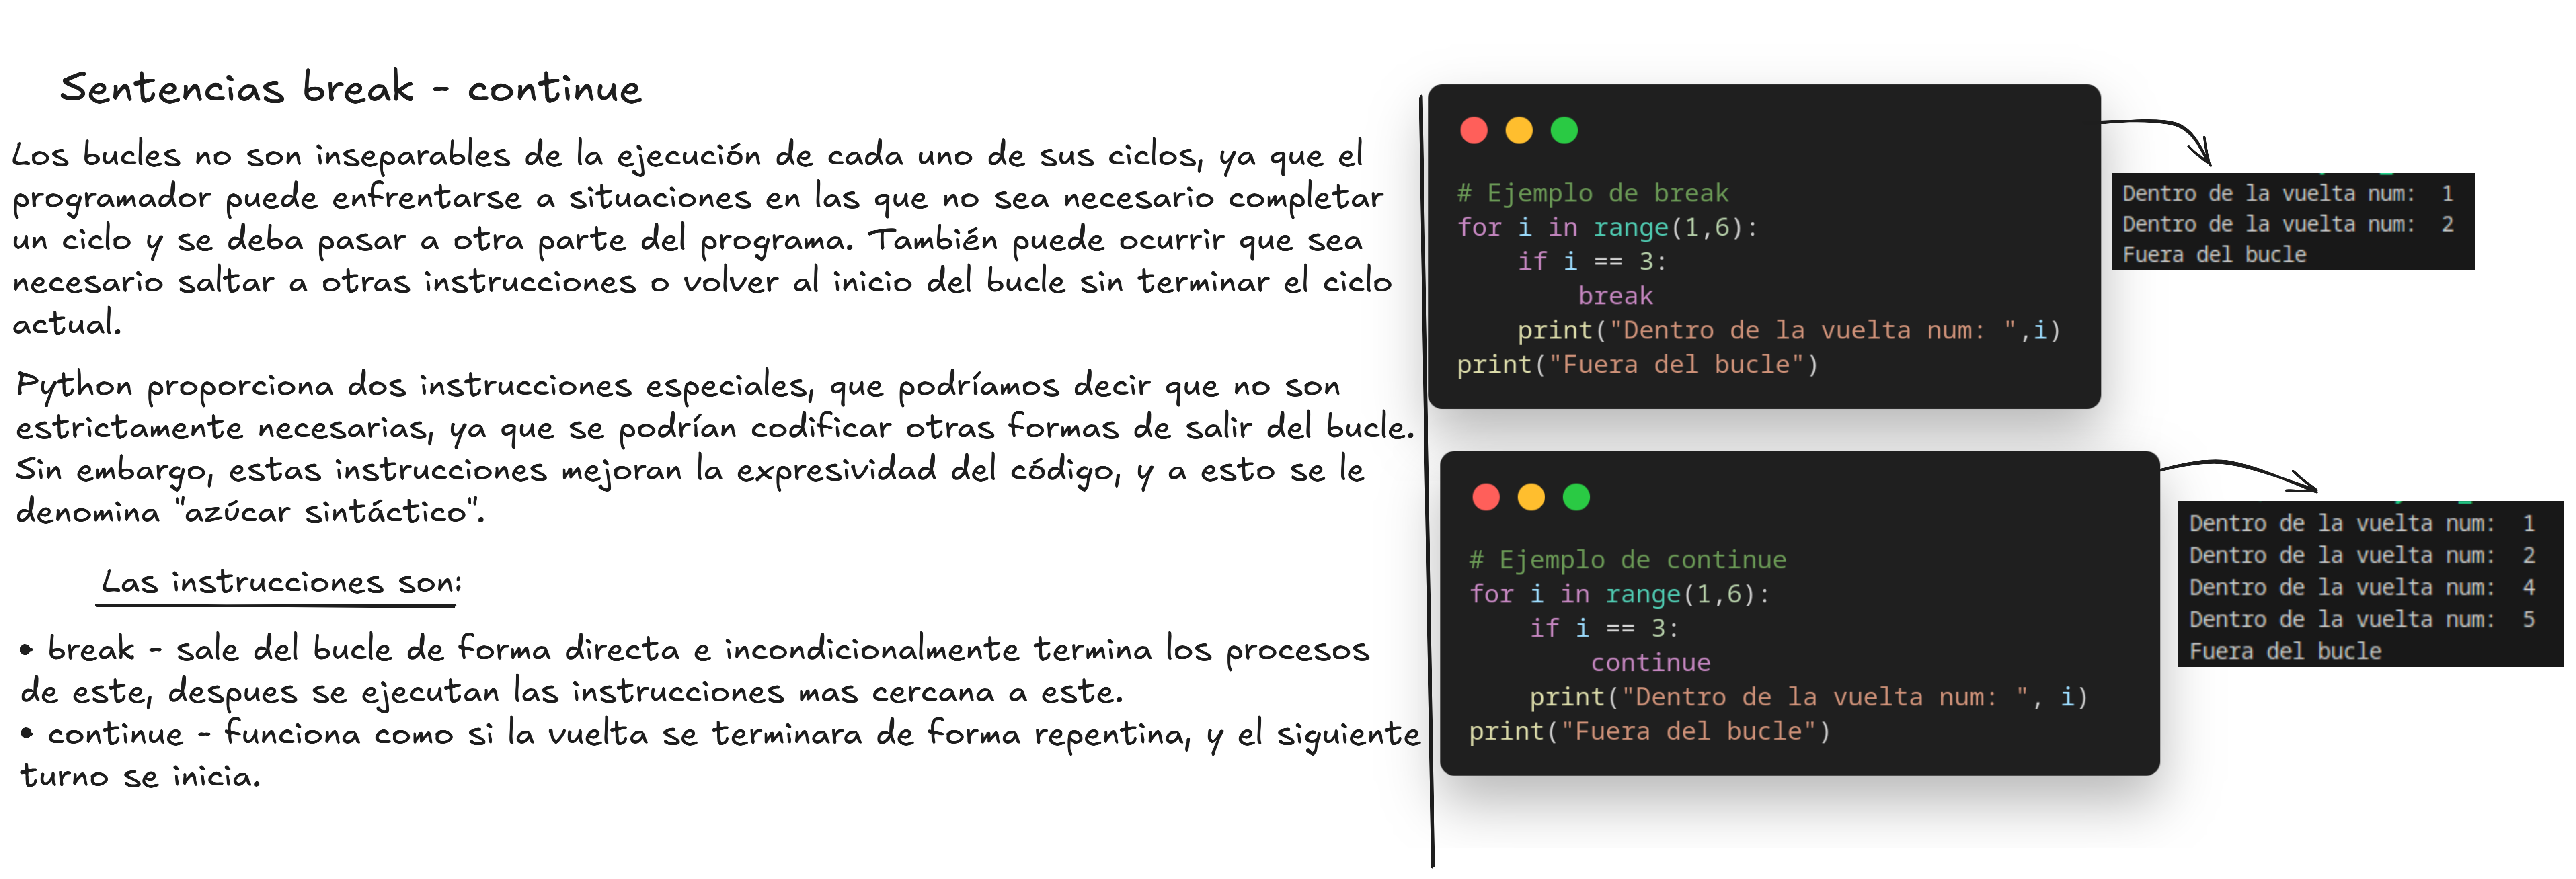 Sentencias break - continue
Los bucles no son inseparables de la ejecución de cada uno de sus ciclos, ya que el
programador puede enfrentarse a situaciones en las que no sea necesario completar
un ciclo y se deba pasar a otra parte del programa. También puede ocurrir que sea
necesario saltar a otras instrucciones o volver al inicio del bucle sin terminar el ciclo
actual.
Python proporciona dos instrucciones especiales, que podríamos decir que no son
estrictamente necesarias, ya que se podrían codificar otras formas de salir del bucle.
Sin embargo, estas instrucciones mejoran la expresividad del código, y a esto se le
denomina "azúcar sintáctico".
Las instrucciones son:
• break - sale del bucle de forma directa e incondicionalmente termina los procesos
de este, despues se ejecutan las instrucciones mas cercana a este.
• continue - funciona como si la vuelta se terminara de forma repentina, y el siguiente
turno se inicia.
# Ejemplo de break
for i in range(1,6):
    if i == 3:
        break
    print("Dentro de la vuelta num: ",i)
print("Fuera del bucle")
Dentro de la vuelta num:  1
Dentro de la vuelta num:  2
Fuera del bucle
# Ejemplo de continue
for i in range(1,6):
    if i == 3:
        continue
    print("Dentro de la vuelta num: ", i)
print("Fuera del bucle")
Dentro de la vuelta num:  1
Dentro de la vuelta num:  2
Dentro de la vuelta num:  4
Dentro de la vuelta num:  5
Fuera del bucle